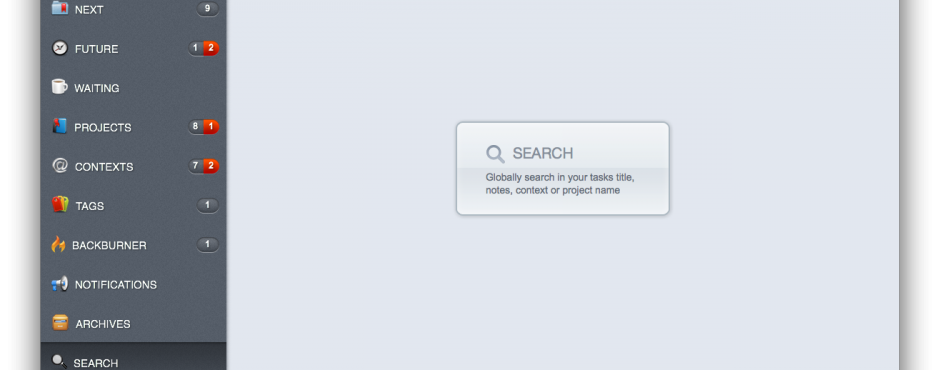 NEXT 9
FUTURE 1 2
WAITING
PROJECTS 8 1
CONTEXTS 7 2
TAGS 1
BACKBURNER 1
NOTIFICATIONS
ARCHIVES
SEARCH
SEARCH
Globally search in your tasks title,
notes, context or project name